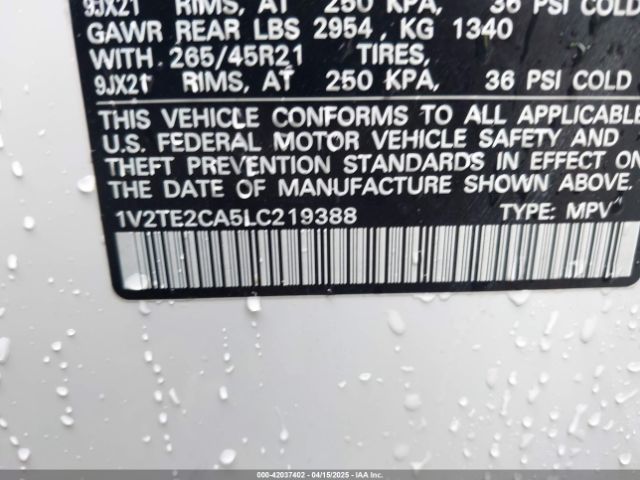 9JX21 RIMS, AT 250 KPA, 36 PSI COLD
GAWR REAR LBS 2954 , KG 1340
WITH 265/45R21 TIRES,
9JX21 RIMS, AT 250 KPA, 36 PSI COLD
THIS VEHICLE CONFORMS TO ALL APPLICABLE
U.S. FEDERAL MOTOR VEHICLE SAFETY AND
THEFT PREVENTION STANDARDS IN EFFECT ON
THE DATE OF MANUFACTURE SHOWN ABOVE.
1V2TE2CA5LC219388 TYPE: MPV
000-42037402 - 04/15/2025 - IAAI.COM